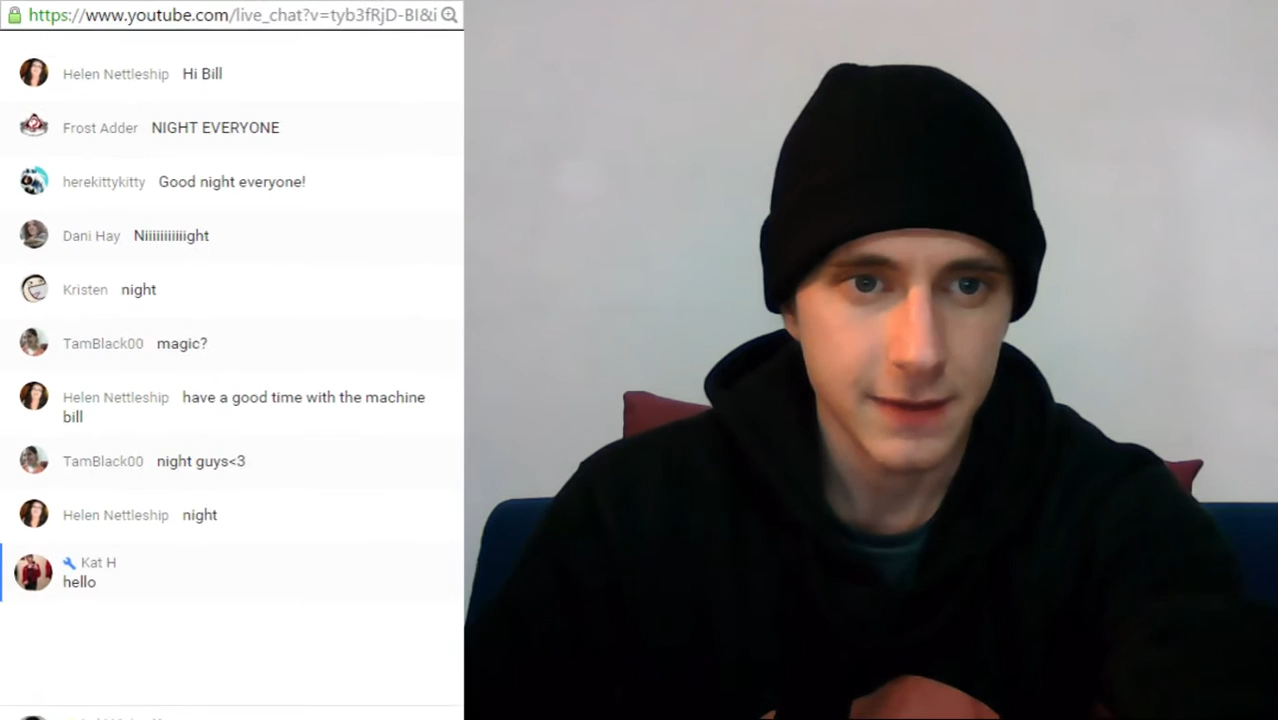 https://www.youtube.com/live_chat?v=tyb3fRjD-BI&i
Helen Nettleship Hi Bill
Frost Adder NIGHT EVERYONE
herekittykitty Good night everyone!
Dani Hay Niiiiiiiiiiight
Kristen night
TamBlack00 magic?
Helen Nettleship have a good time with the machine
bill
TamBlack00 night guys<3
Helen Nettleship night
Kat H
hello